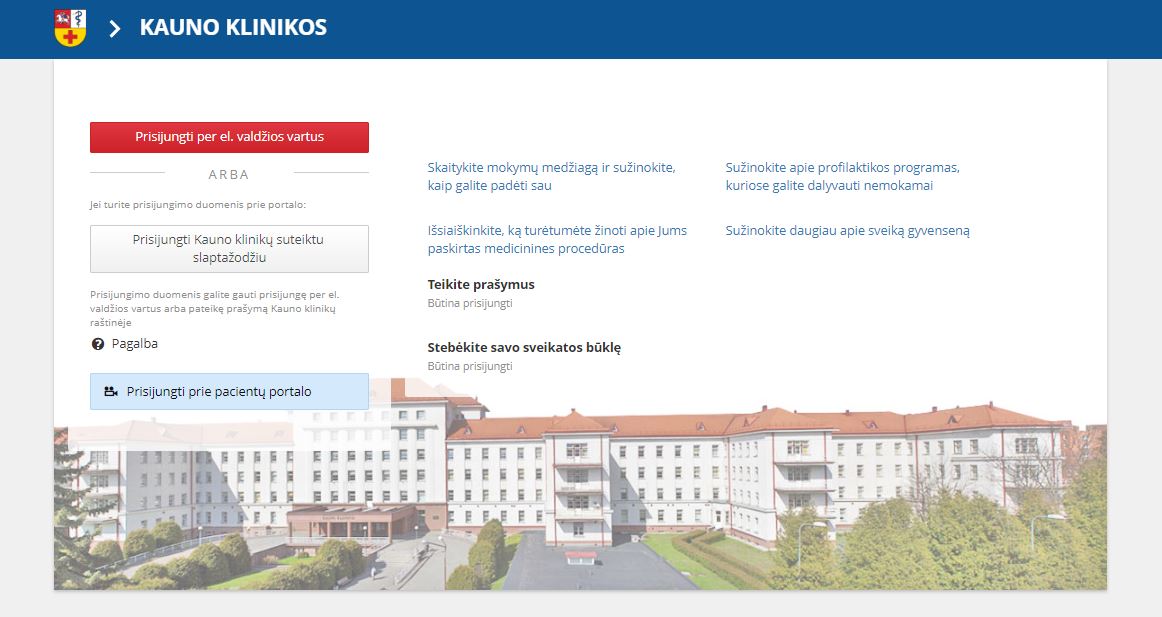 KAUNO KLINIKOS
Prisijungti per el. valdžios vartus
ARBA
Jei turite prisijungimo duomenis prie portalo:
Prisijungti Kauno klinikų suteiktu
slaptažodžiu
Prisijungimo duomenis galite gauti prisijungę per el.
valdžios vartus arba pateikę prašymą Kauno klinikų
raštinėje
Pagalba
Prisijungti prie pacientų portalo
Skaitykite mokymų medžiagą ir sužinokite,
kaip galite padėti sau
Sužinokite apie profilaktikos programas,
kuriose galite dalyvauti nemokamai
Išsiaiškinkite, ką turėtumėte žinoti apie Jums
paskirtas medicinines procedūras
Sužinokite daugiau apie sveiką gyvenseną
Teikite prašymus
Būtina prisijungti
Stebėkite savo sveikatos būklę
Būtina prisijungti